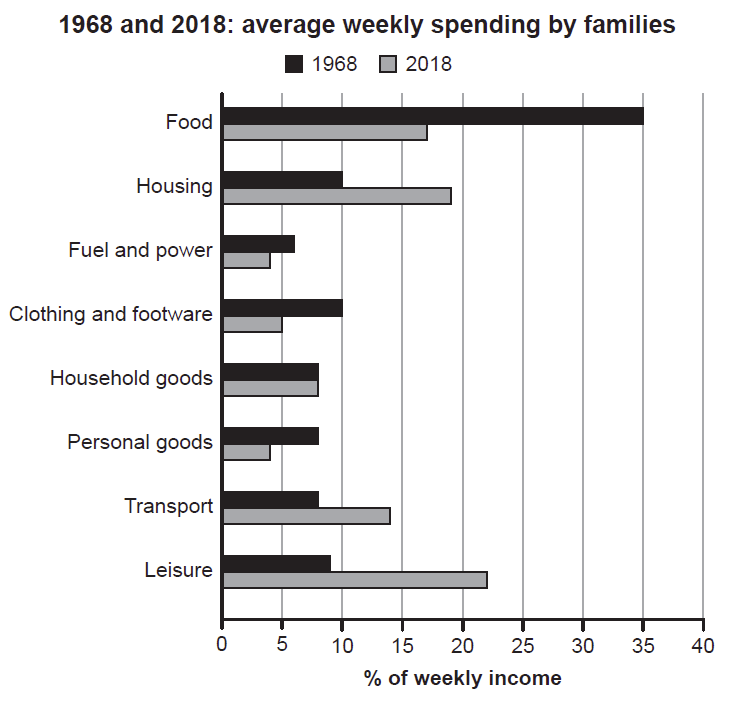 1968 and 2018: average weekly spending by families
1968 2018
Food
Housing
Fuel and power
Clothing and footware
Household goods
Personal goods
Transport
Leisure
0 5 10 15 20 25 30 35 40
% of weekly income